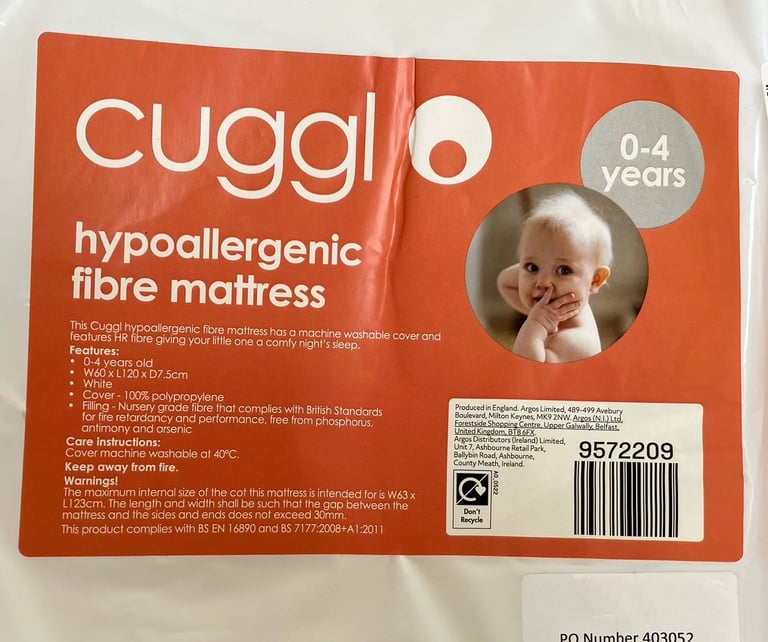 cuggl
0-4
years
hypoallergenic
fibre mattress
This Cuggl hypoallergenic fibre mattress has a machine washable cover and
features HR fibre giving your little one a comfy night's sleep.
Features:
• 0-4 years old
• W60 x L120 x D7.5cm
• White
• Cover - 100% polypropylene
• Filling - Nursery grade fibre that complies with British Standards
for fire retardancy and performance, free from phosphorus,
antimony and arsenic
Care instructions:
Cover machine washable at 40°C.
Keep away from fire.
Warnings!
The maximum internal size of the cot this mattress is intended for is W63 x
L123cm. The length and width shall be such that the gap between the
mattress and the sides and ends does not exceed 30mm.
This product complies with BS EN 16890 and BS 7177:2008+A1:2011
Produced in England. Argos Limited, 489-499 Avebury
Boulevard, Milton Keynes, MK9 2NW. Argos (N.I.) Ltd,
Forestside Shopping Centre, Upper Galwally, Belfast,
United Kingdom, BT8 6FX.
Argos Distributors (Ireland) Limited,
Unit 7, Ashbourne Retail Park,
Ballybin Road, Ashbourne,
County Meath, Ireland.
9572209
A0_0522
Don't
Recycle
PO Number 403052